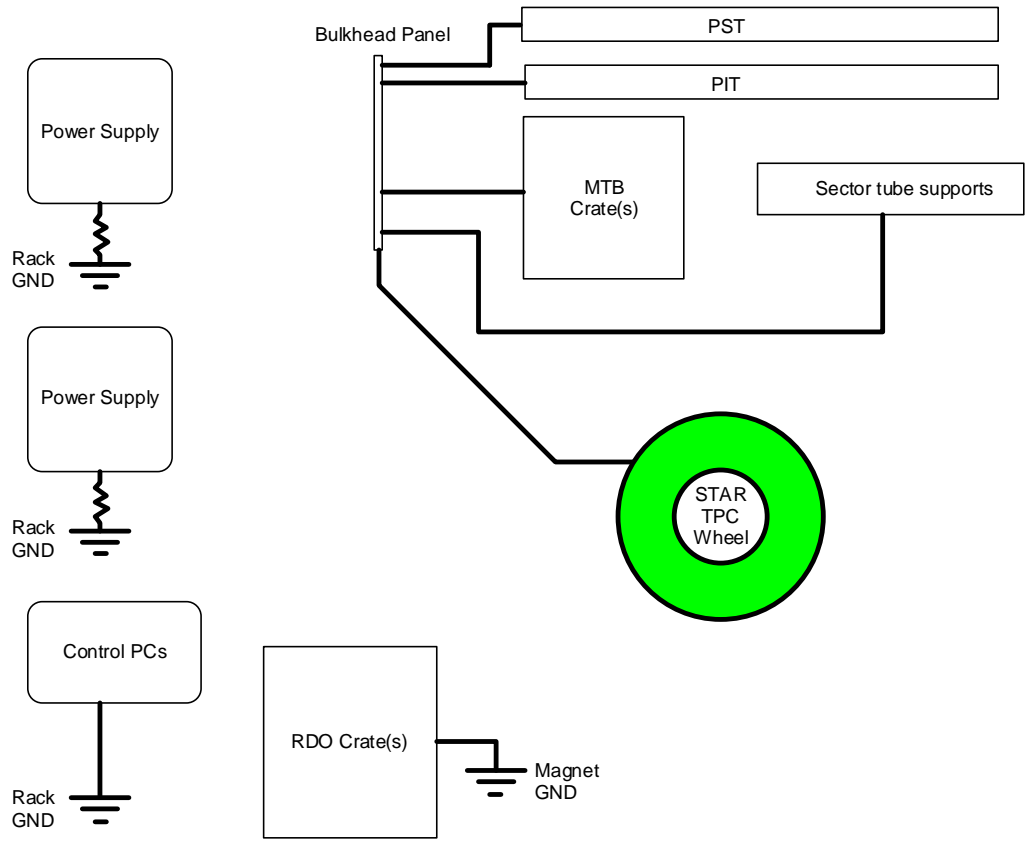 Bulkhead Panel
PST
PIT
Power Supply
MTB
Crate(s)
Sector tube supports
Rack
GND
Power Supply
Rack
GND
STAR
TPC
Wheel
Control PCs
RDO Crate(s)
Magnet
GND
Rack
GND